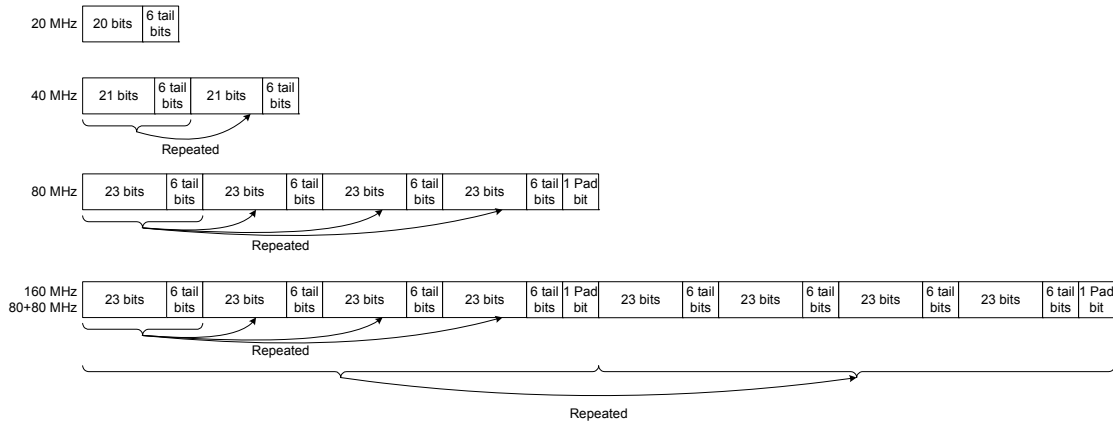 20 MHz
20 bits
6 tail
bits
40 MHz
21 bits
6 tail
bits
21 bits
6 tail
bits
Repeated
80 MHz
23 bits
6 tail
bits
23 bits
6 tail
bits
23 bits
6 tail
bits
23 bits
6 tail
bits
1 Pad
bit
Repeated
160 MHz
80+80 MHz
23 bits
6 tail
bits
23 bits
6 tail
bits
23 bits
6 tail
bits
23 bits
6 tail
bits
1 Pad
bit
23 bits
6 tail
bits
23 bits
6 tail
bits
23 bits
6 tail
bits
23 bits
6 tail
bits
1 Pad
bit
Repeated
Repeated